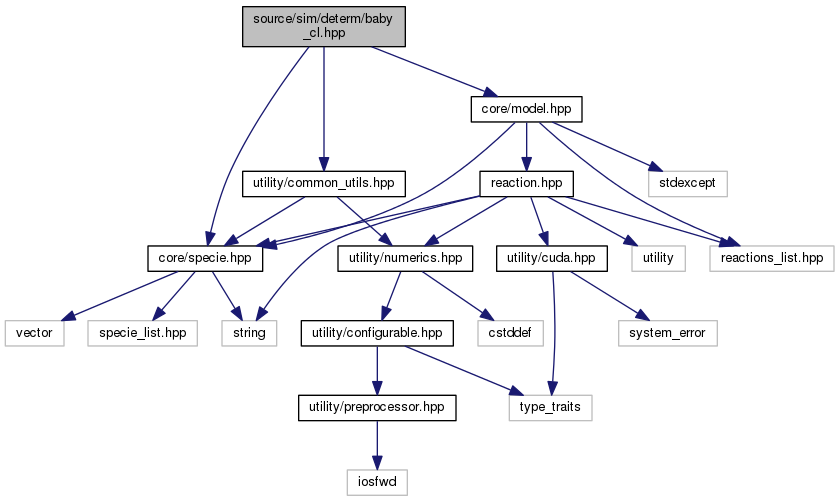 source/sim/determ/baby
_cl.hpp
core/model.hpp
utility/common_utils.hpp
reaction.hpp
stdexcept
core/specie.hpp
utility/numerics.hpp
utility/cuda.hpp
utility
reactions_list.hpp
vector
specie_list.hpp
string
utility/configurable.hpp
cstddef
system_error
utility/preprocessor.hpp
type_traits
iosfwd